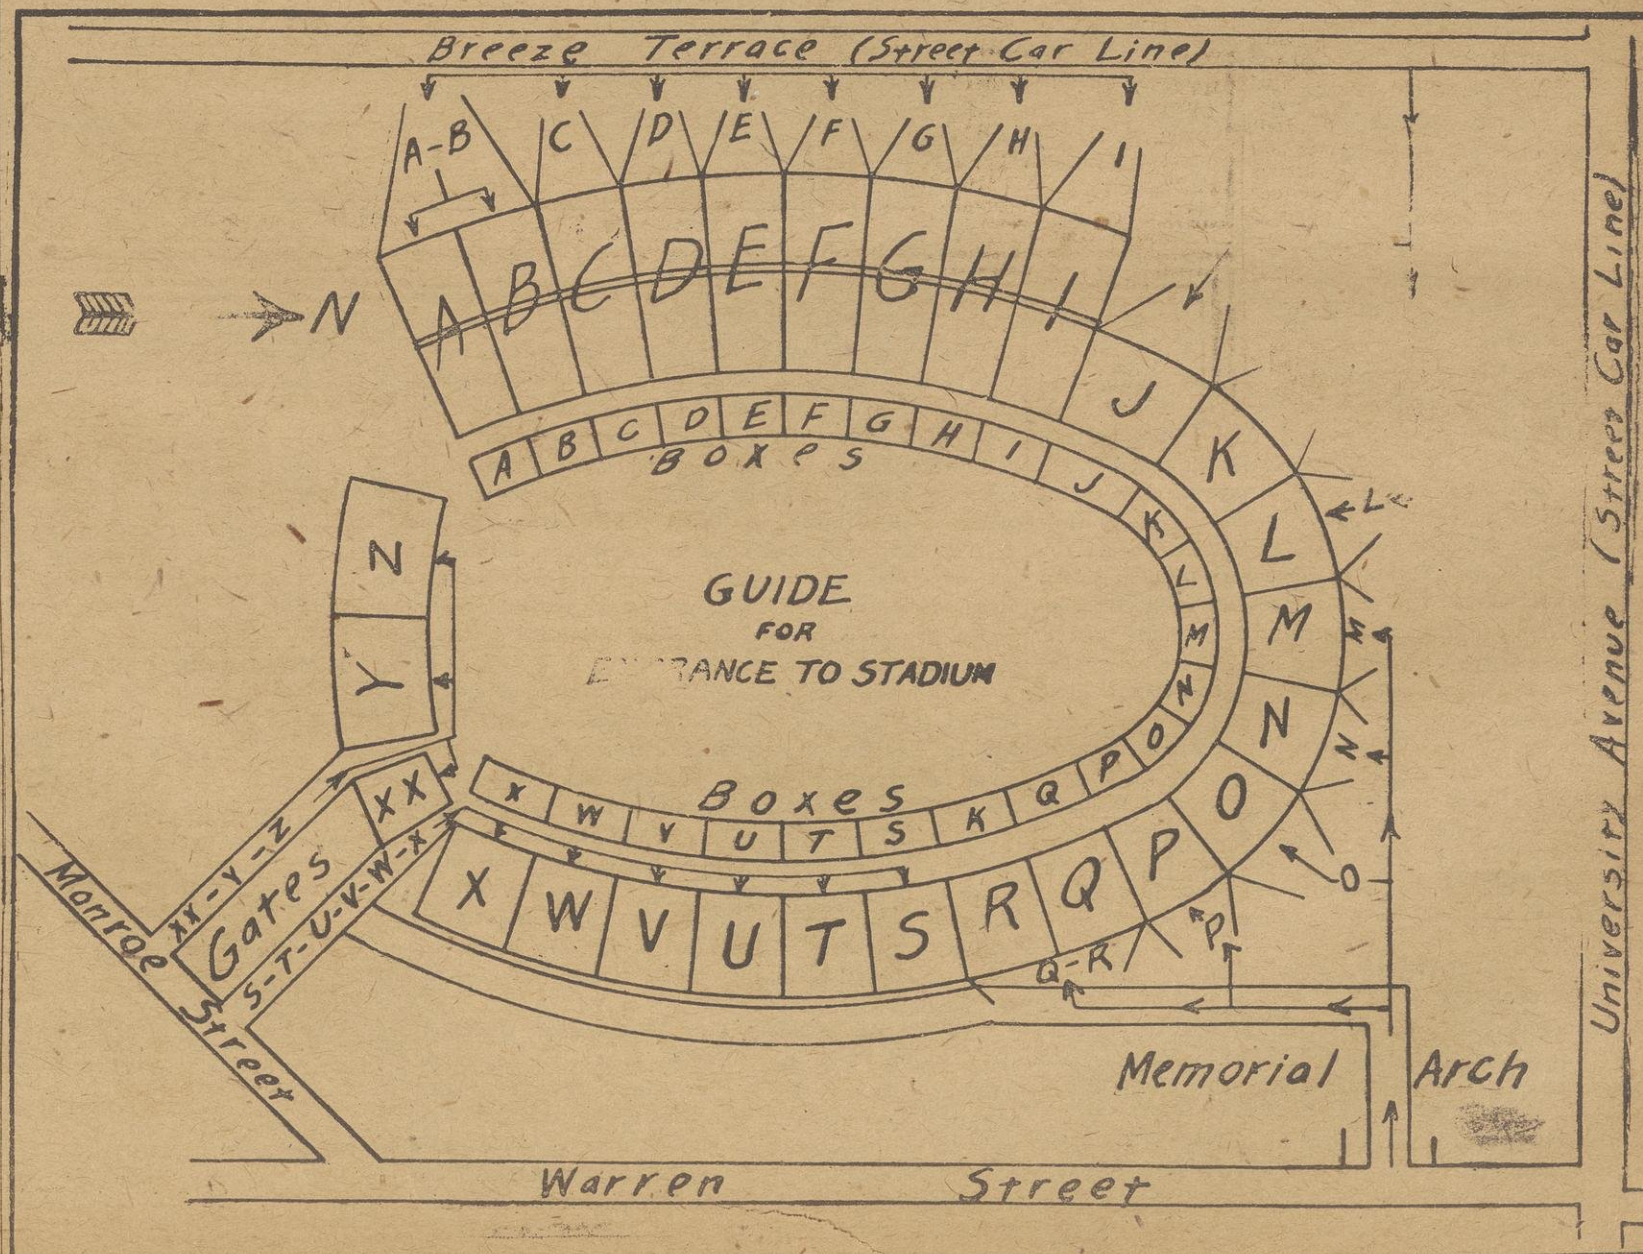 Breeze Terrace (Street Car Line)
A-B C D E F G H I
A B C D E F G H I J K L M N O P Q R S T U V W X
A B C D E F G H I J K L M N O P Q K S T U V W X
Boxes
N
L
M
N
O
P
Q-R
Z
Y
XX
GUIDE
FOR
TO STADIUM
Boxes
XX-Y-Z
Gates
S-T-U-V-W-X
Monroe Street
Memorial Arch
Warren Street
University Avenue (Street Car Line)